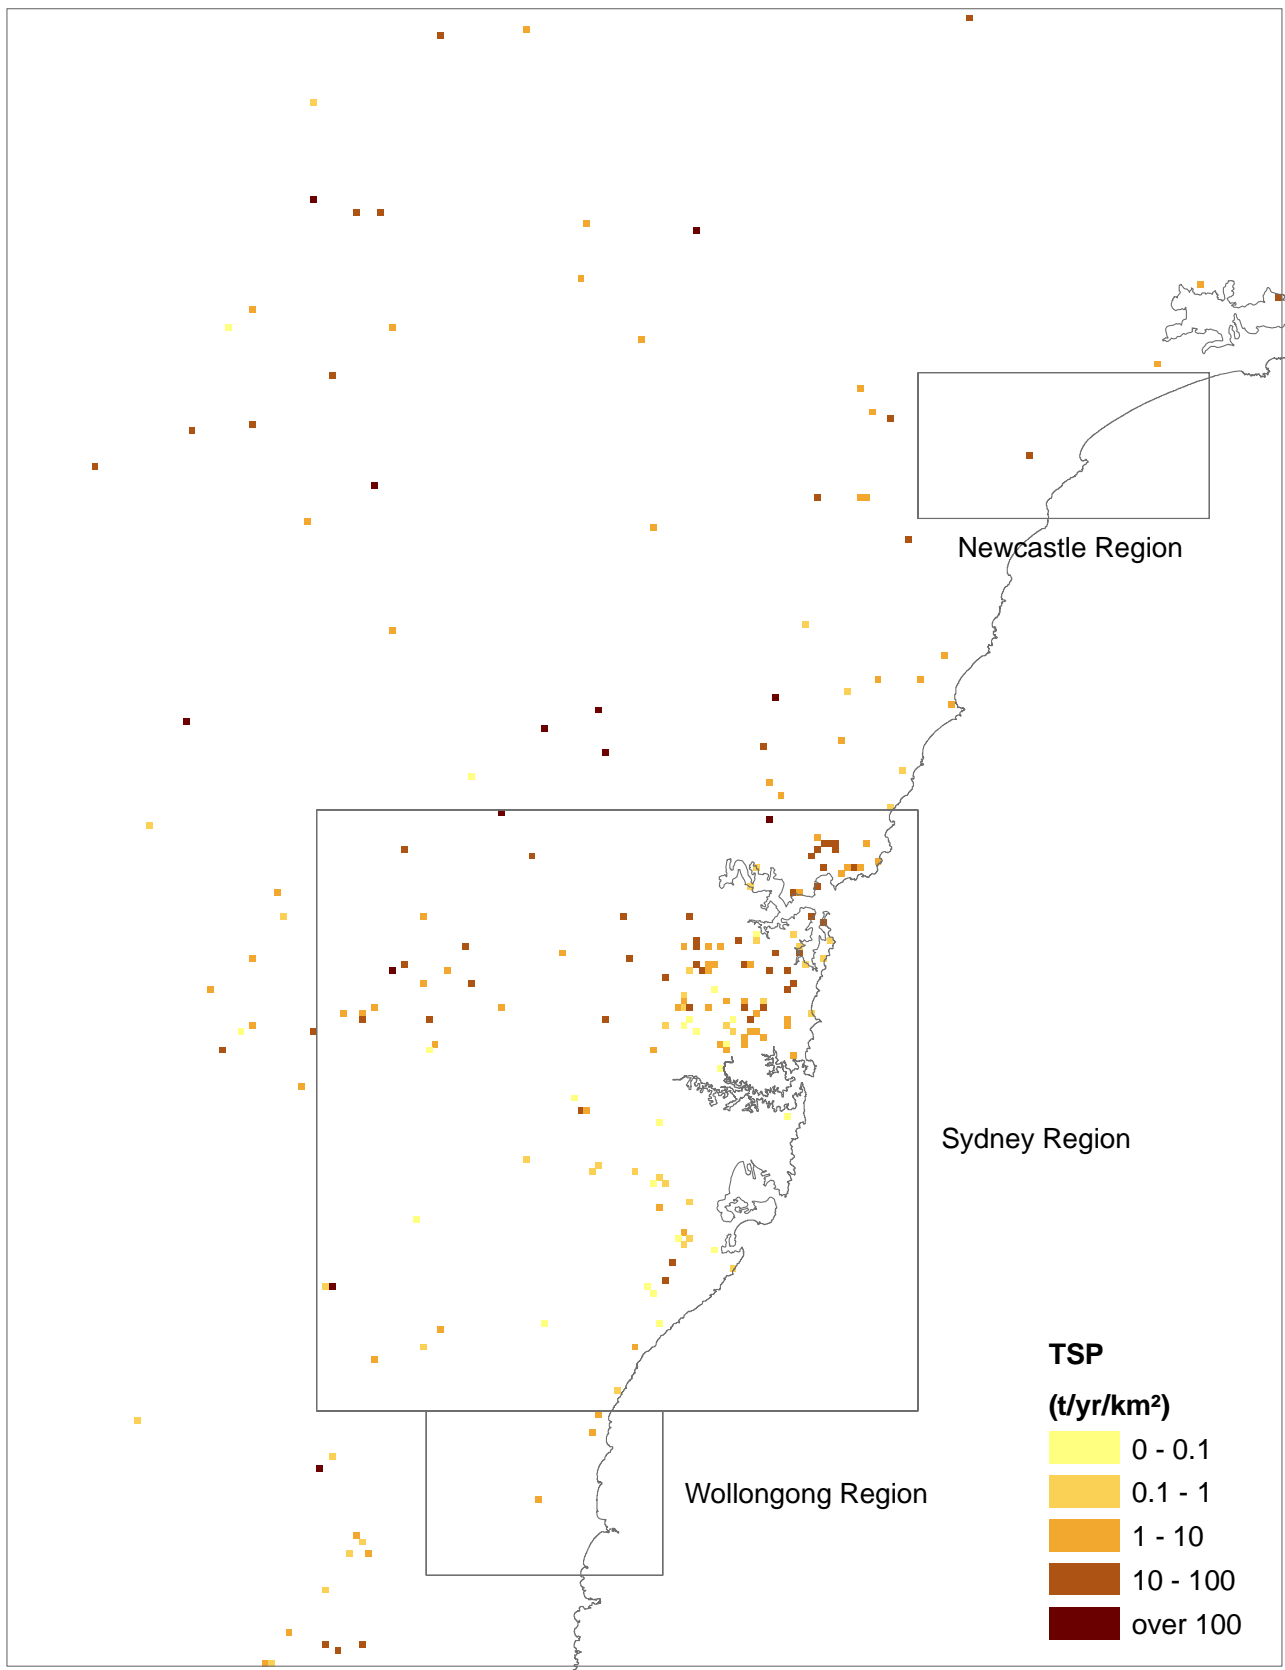 Newcastle Region
Sydney Region
TSP
(t/yr/km²)
0 - 0.1
0.1 - 1
Wollongong Region
1 - 10
10 - 100
over 100